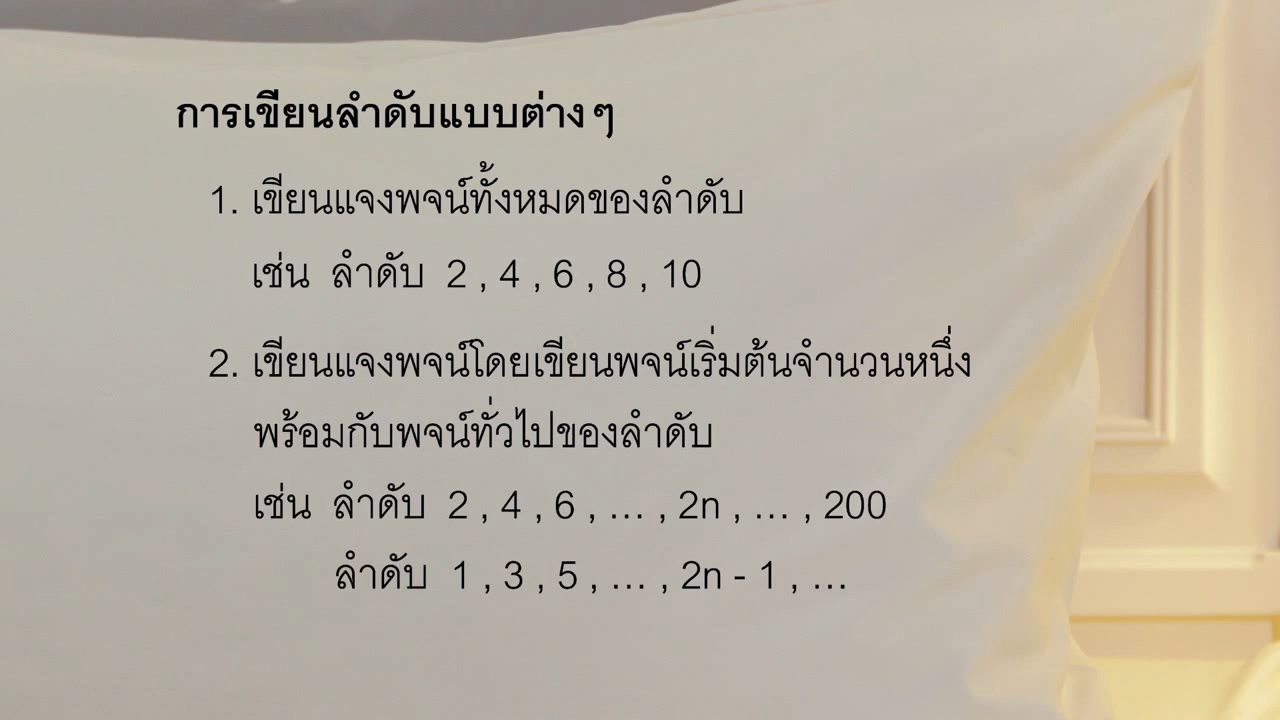 การเขียนลำดับแบบต่าง ๆ
1. เขียนแจงพจน์ทั้งหมดของลำดับ
เช่น ลำดับ 2 , 4 , 6 , 8 , 10
2. เขียนแจงพจน์โดยเขียนพจน์เริ่มต้นจำนวนหนึ่ง
พร้อมกับพจน์ทั่วไปของลำดับ
เช่น ลำดับ 2 , 4 , 6 , … , 2n , … , 200
ลำดับ 1 , 3 , 5 , … , 2n - 1 , …